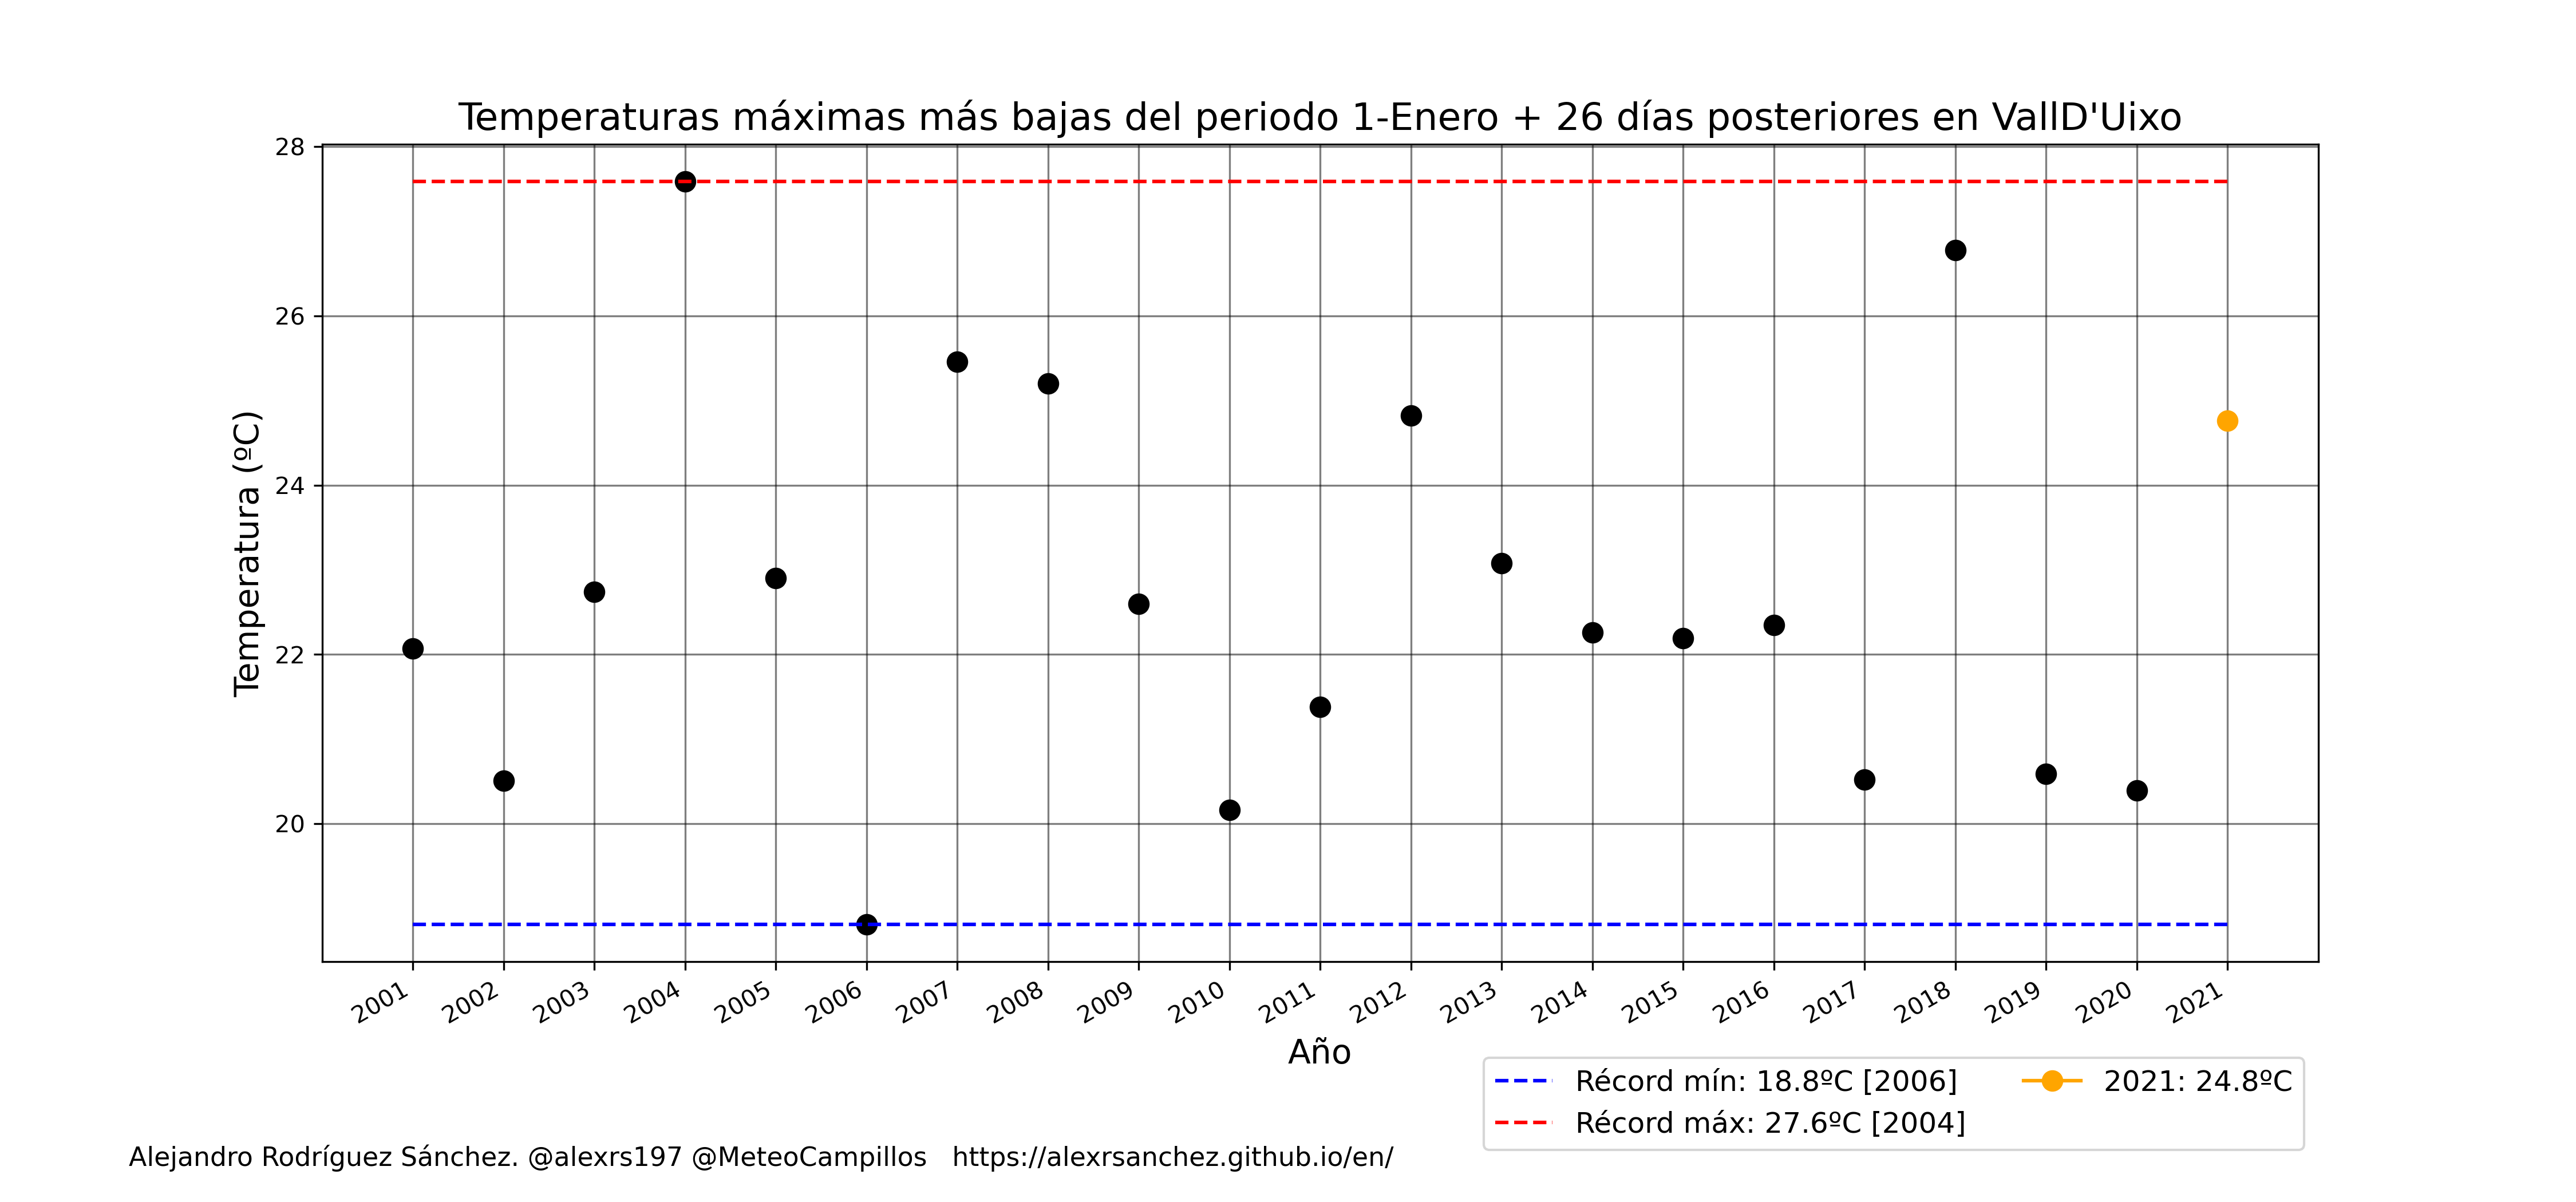 Temperaturas máximas más bajas del periodo 1-Enero + 26 días posteriores en VallD'Uixo
28
26
24
22
20
Temperatura (ºC)
2001 2002 2003 2004 2005 2006 2007 2008 2009 2010 2011 2012 2013 2014 2015 2016 2017 2018 2019 2020 2021
Año
Récord mín: 18.8ºC [2006]
Récord máx: 27.6ºC [2004]
2021: 24.8ºC
Alejandro Rodríguez Sánchez. @alexrs197 @MeteoCampillos https://alexrsanchez.github.io/en/